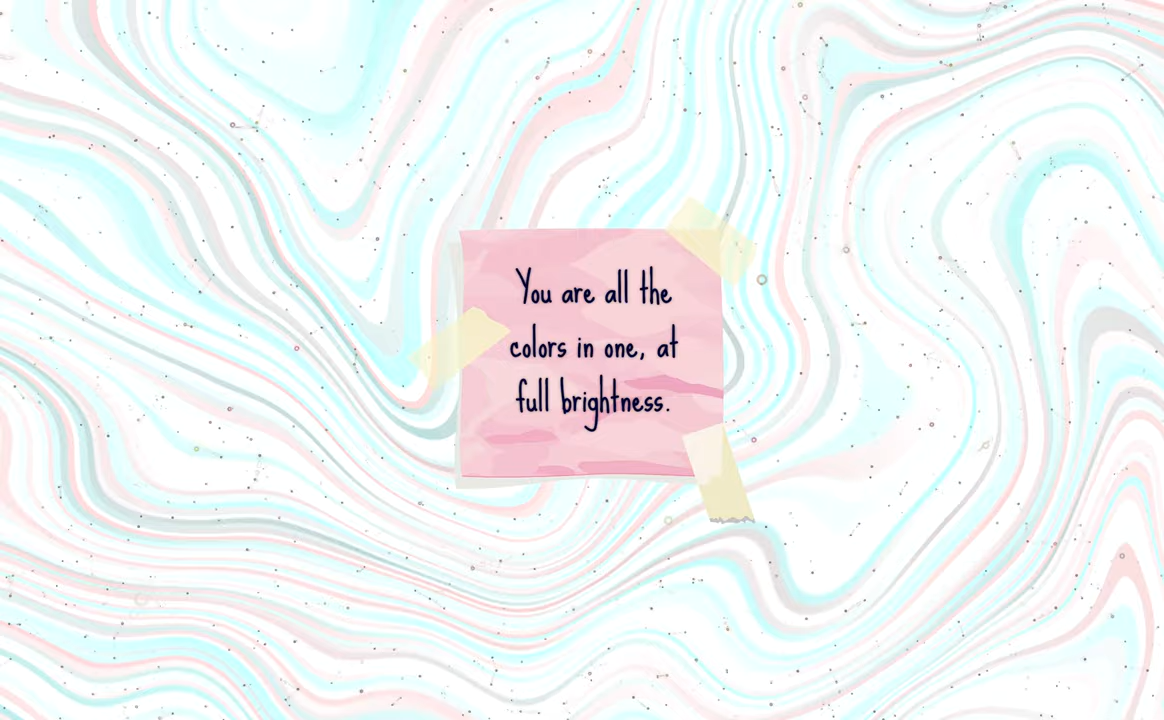 You are all the
colors in one, at
full brightness.